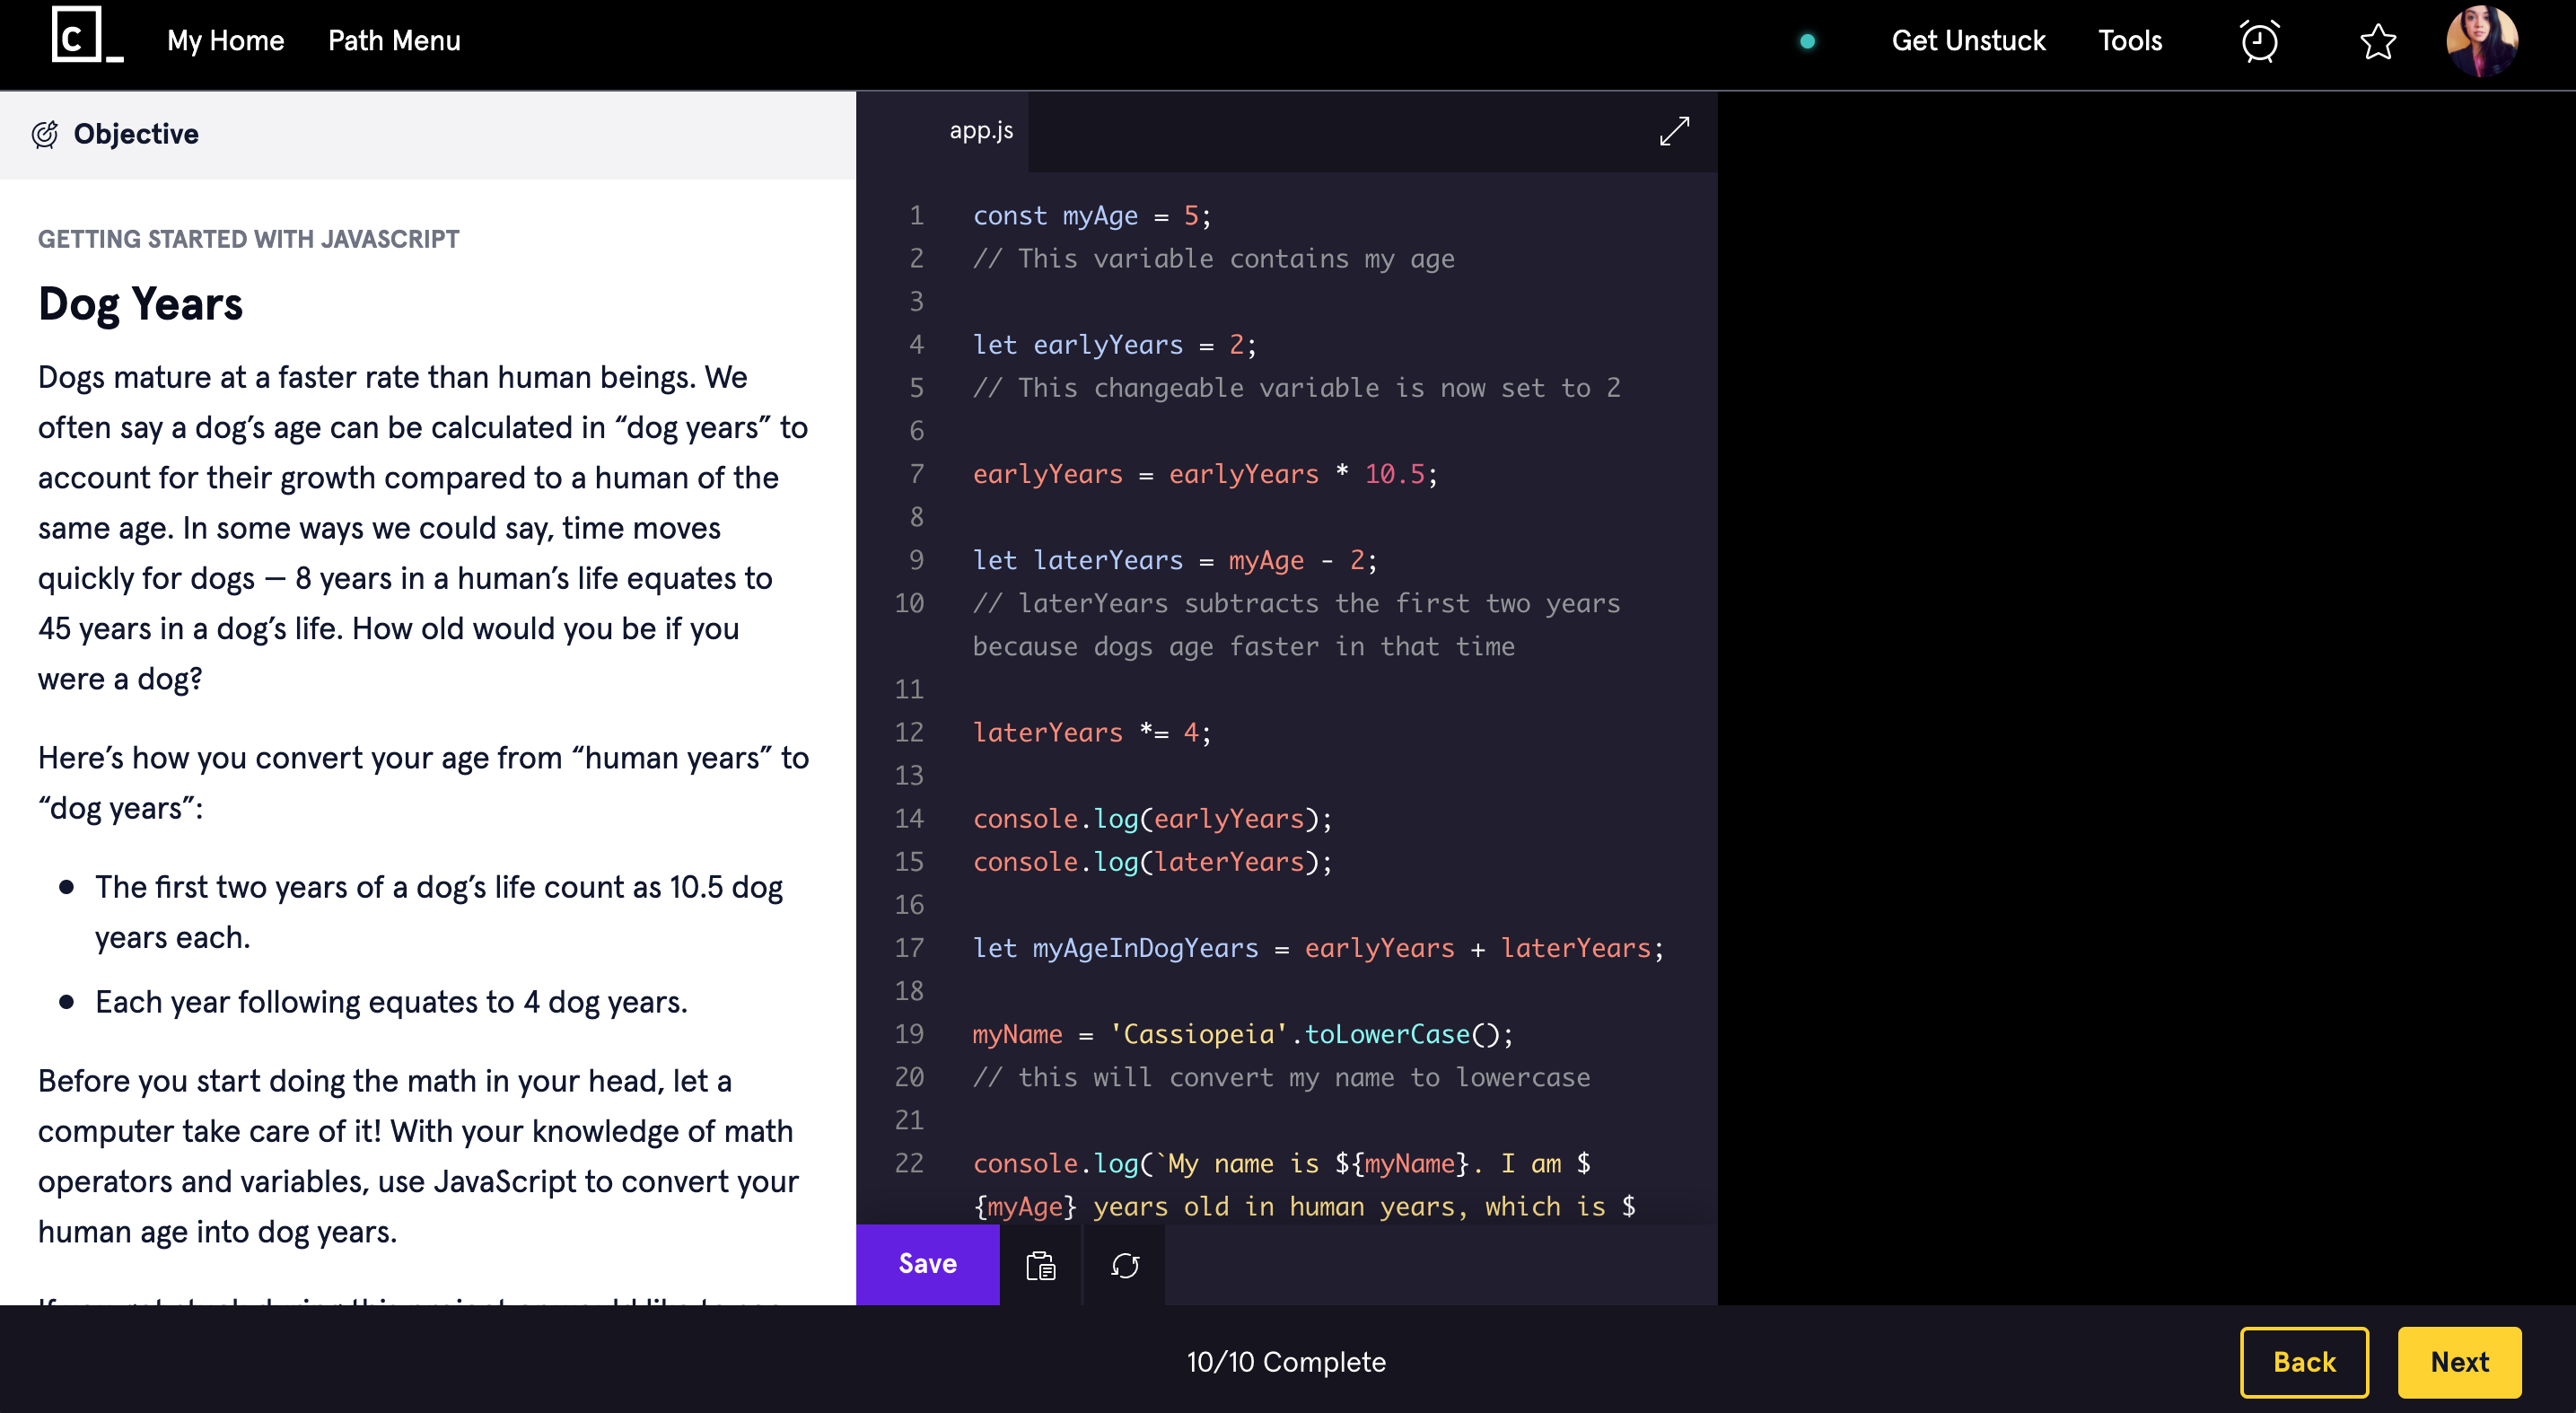 C_ My Home Path Menu Get Unstuck Tools
Objective
GETTING STARTED WITH JAVASCRIPT
Dog Years
Dogs mature at a faster rate than human beings. We
often say a dog’s age can be calculated in “dog years” to
account for their growth compared to a human of the
same age. In some ways we could say, time moves
quickly for dogs — 8 years in a human’s life equates to
45 years in a dog’s life. How old would you be if you
were a dog?
Here’s how you convert your age from “human years” to
“dog years”:
The first two years of a dog’s life count as 10.5 dog
years each.
Each year following equates to 4 dog years.
Before you start doing the math in your head, let a
computer take care of it! With your knowledge of math
operators and variables, use JavaScript to convert your
human age into dog years.
app.js
1 const myAge = 5;
2 // This variable contains my age
3
4 let earlyYears = 2;
5 // This changeable variable is now set to 2
6
7 earlyYears = earlyYears * 10.5;
8
9 let laterYears = myAge - 2;
10 // laterYears subtracts the first two years
because dogs age faster in that time
11
12 laterYears *= 4;
13
14 console.log(earlyYears);
15 console.log(laterYears);
16
17 let myAgeInDogYears = earlyYears + laterYears;
18
19 myName = 'Cassiopeia'.toLowerCase();
20 // this will convert my name to lowercase
21
22 console.log(`My name is ${myName}. I am $
{myAge} years old in human years, which is $
Save
10/10 Complete
Back Next